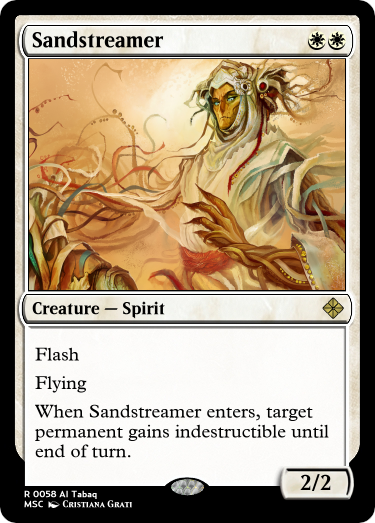 Sandstreamer
Creature — Spirit
Flash
Flying
When Sandstreamer enters, target
permanent gains indestructible until
end of turn.
2/2
R 0058 Al Tabaq
MSC Cristiana Grati